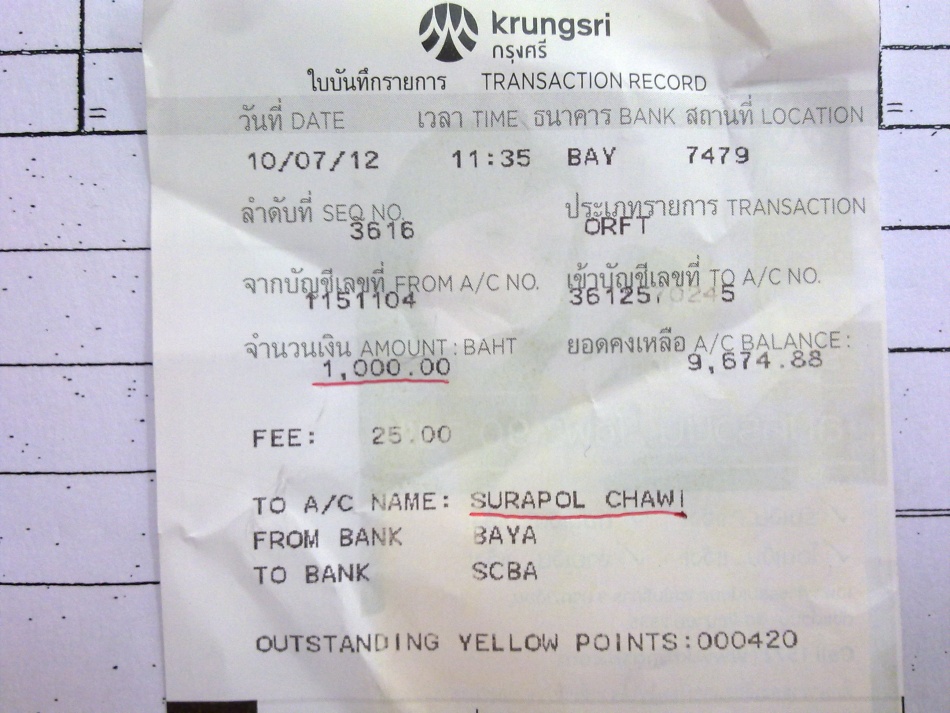 krungsri
กรุงศรี
ใบบันทึกรายการ TRANSACTION RECORD
วันที่ DATE เวลา TIME ธนาคาร BANK สถานที่ LOCATION
10/07/12 11:35 BAY 7479
ลำดับที่ SEQ NO. ประเภทรายการ TRANSACTION
3616 ORFT
จากบัญชีเลขที่ FROM A/C NO. เข้าบัญชีเลขที่ TO A/C NO.
1151104 3612570245
จำนวนเงิน AMOUNT : BAHT ยอดคงเหลือ A/C BALANCE :
1,000.00 9,674.88
FEE: 25.00
TO A/C NAME: SURAPOL CHAWI
FROM BANK BAYA
TO BANK SCBA
OUTSTANDING YELLOW POINTS:000420